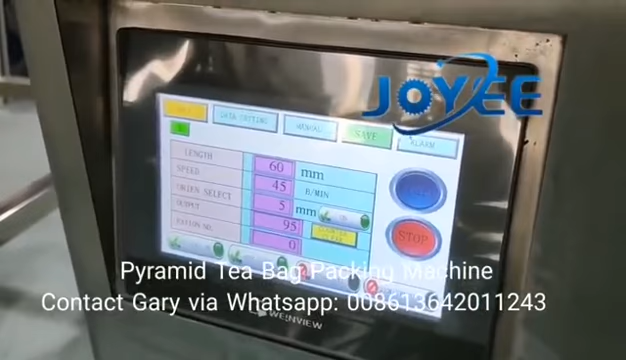 JOYEE
DATA SETTING
MANUAL
SAVE
ALARM
LENGTH
60
mm
SPEED
45
B/MIN
SELECT
5
mm
OUTPUT
95
NO.
0
STOP
Pyramid Tea Bag Packing Machine
Contact Gary via Whatsapp: 008613642011243
WEINVIEW